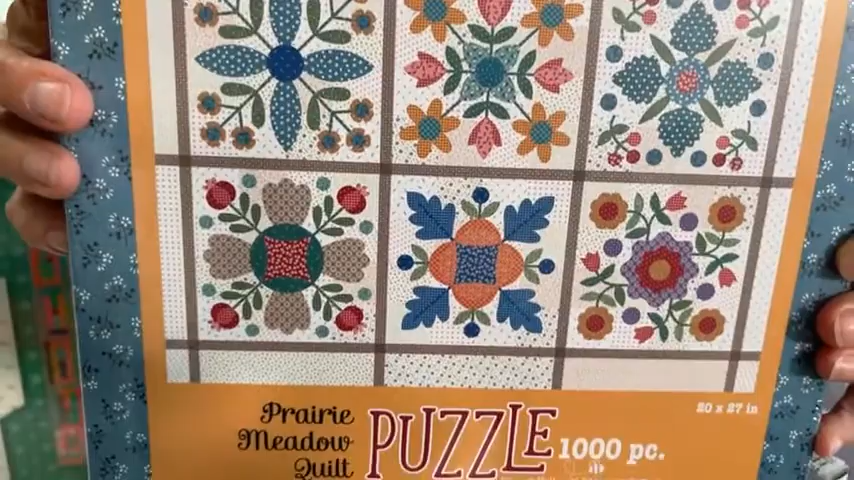 20 x 27 in
Prairie
Meadow
Quilt
PUZZLE
1000 pc.